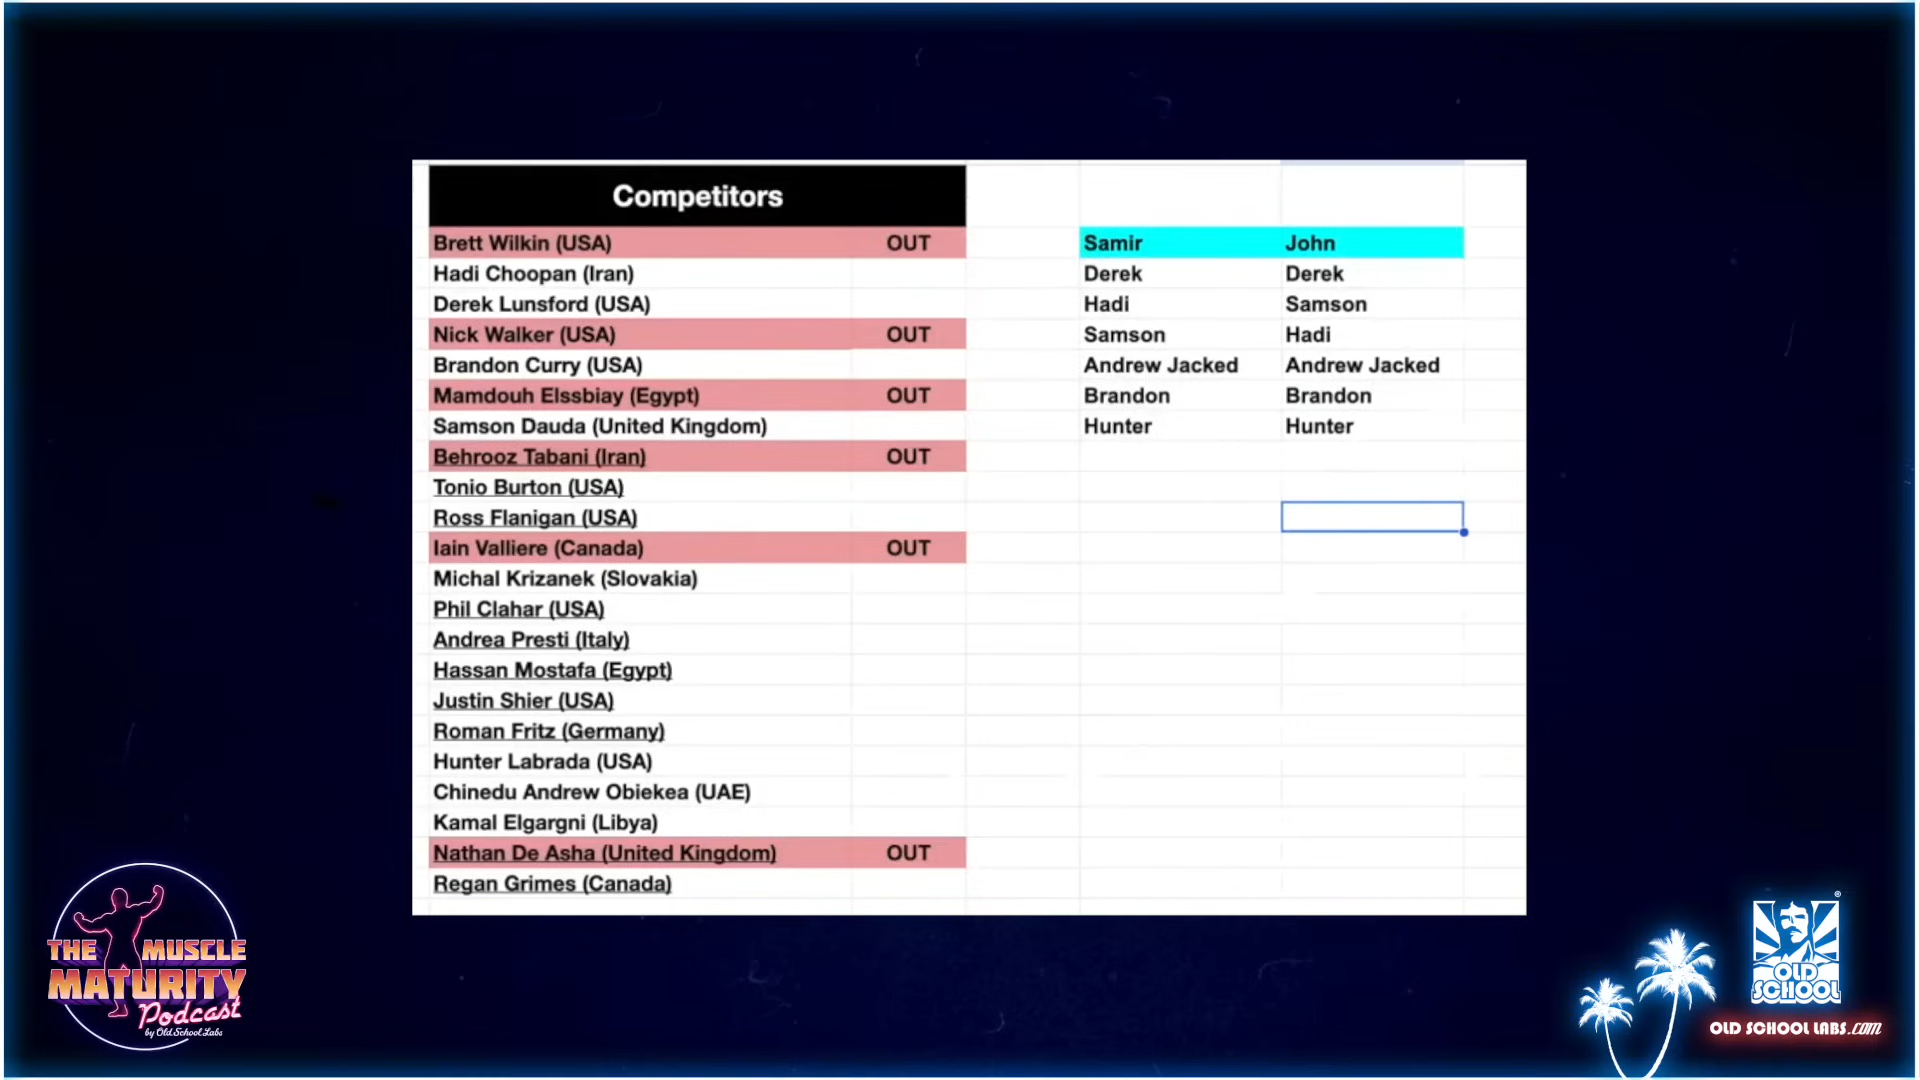 Competitors
Brett Wilkin (USA) OUT
Hadi Choopan (Iran)
Derek Lunsford (USA)
Nick Walker (USA) OUT
Brandon Curry (USA)
Mamdouh Elssbiay (Egypt) OUT
Samson Dauda (United Kingdom)
Behrooz Tabani (Iran) OUT
Tonio Burton (USA)
Ross Flanigan (USA)
Iain Valliere (Canada) OUT
Michal Krizanek (Slovakia)
Phil Clahar (USA)
Andrea Presti (Italy)
Hassan Mostafa (Egypt)
Justin Shier (USA)
Roman Fritz (Germany)
Hunter Labrada (USA)
Chinedu Andrew Obiekea (UAE)
Kamal Elgargni (Libya)
Nathan De Asha (United Kingdom) OUT
Regan Grimes (Canada)
Samir John
Derek Derek
Hadi Samson
Samson Hadi
Andrew Jacked Andrew Jacked
Brandon Brandon
Hunter Hunter
THE MUSCLE
MATURITY
Podcast
by Old School Labs
®
OLD
SCHOOL
OLD SCHOOL LABS.COM